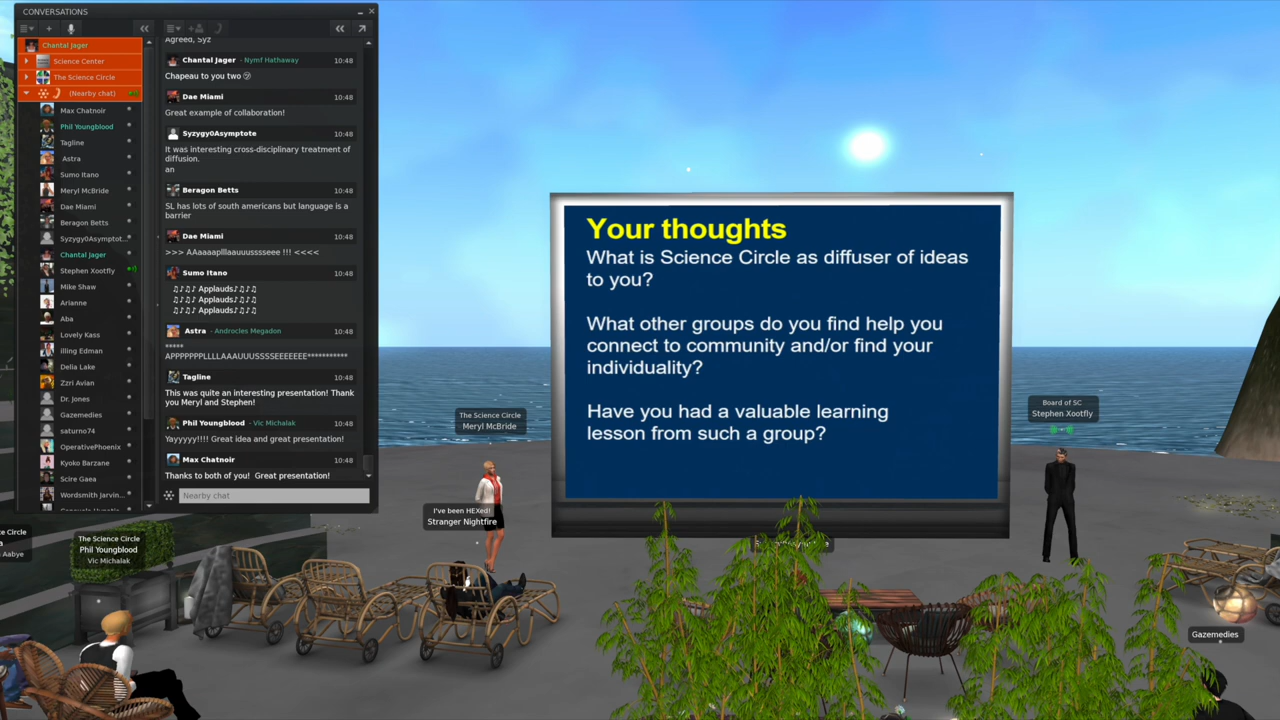 CONVERSATIONS
Chantal Jager
Science Center
The Science Circle
(Nearby chat)
Max Chatnoir
Phil Youngblood
Tagline
Astra
Sumo Itano
Meryl McBride
Dae Miami
Beragon Betts
Syzygy0Asymptot...
Chantal Jager
Stephen Xootfly
Mike Shaw
Arianne
Aba
Lovely Kass
illing Edman
Delia Lake
Zzri Avian
Dr. Jones
Gazemedies
saturno74
OperativePhoenix
Kyoko Barzane
Scire Gaea
Wordsmith Jarvin...
Agreed, Syz
Chantal Jager - Nymf Hathaway 10:48
Chapeau to you two ㋡
Dae Miami 10:48
Great example of collaboration!
Syzygy0Asymptote 10:48
It was interesting cross-disciplinary treatment of
diffusion.
an
Beragon Betts 10:48
SL has lots of south americans but language is a
barrier
Dae Miami 10:48
>>> AAaaaaplllaauuusssseee !!! <<<<
Sumo Itano 10:48
♫♪♫♪ Applauds♪♫♪♫
♫♪♫♪ Applauds♪♫♪♫
♫♪♫♪ Applauds♪♫♪♫
Astra - Androcles Megadon 10:48
*****
APPPPPPPLLLLAAAUUUSSSSEEEEEEE***********
Tagline 10:48
This was quite an interesting presentation! Thank
you Meryl and Stephen!
Phil Youngblood - Vic Michalak 10:48
Yayyyyy!!!! Great idea and great presentation!
Max Chatnoir 10:48
Thanks to both of you!  Great presentation!
Nearby chat
Your thoughts
What is Science Circle as diffuser of ideas
to you?
What other groups do you find help you
connect to community and/or find your
individuality?
Have you had a valuable learning
lesson from such a group?
The Science Circle
Meryl McBride
Board of SC
Stephen Xootfly
I've been HEXed!
Stranger Nightfire
ce Circle
a
Aabye
The Science Circle
Phil Youngblood
Vic Michalak
Gazemedies